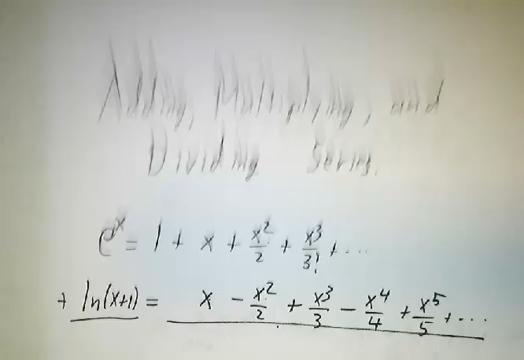 Adding, Multiplying, and
Dividing Series.
e^x = 1 + x + x^2/2 + x^3/3! + ...
+ ln(x+1) = x - x^2/2 + x^3/3 - x^4/4 + x^5/5 + ...